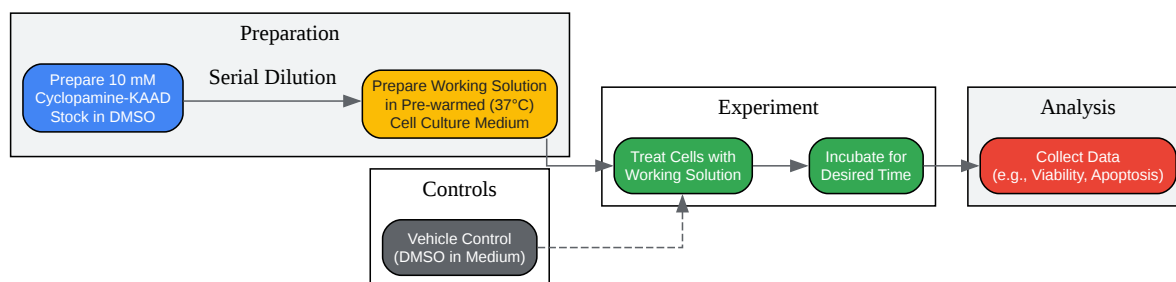 Preparation
Prepare 10 mM
Cyclopamine-KAAD
Stock in DMSO
Serial Dilution
Prepare Working Solution
in Pre-warmed (37°C)
Cell Culture Medium
Controls
Vehicle Control
(DMSO in Medium)
Experiment
Treat Cells with
Working Solution
Incubate for
Desired Time
Analysis
Collect Data
(e.g., Viability, Apoptosis)